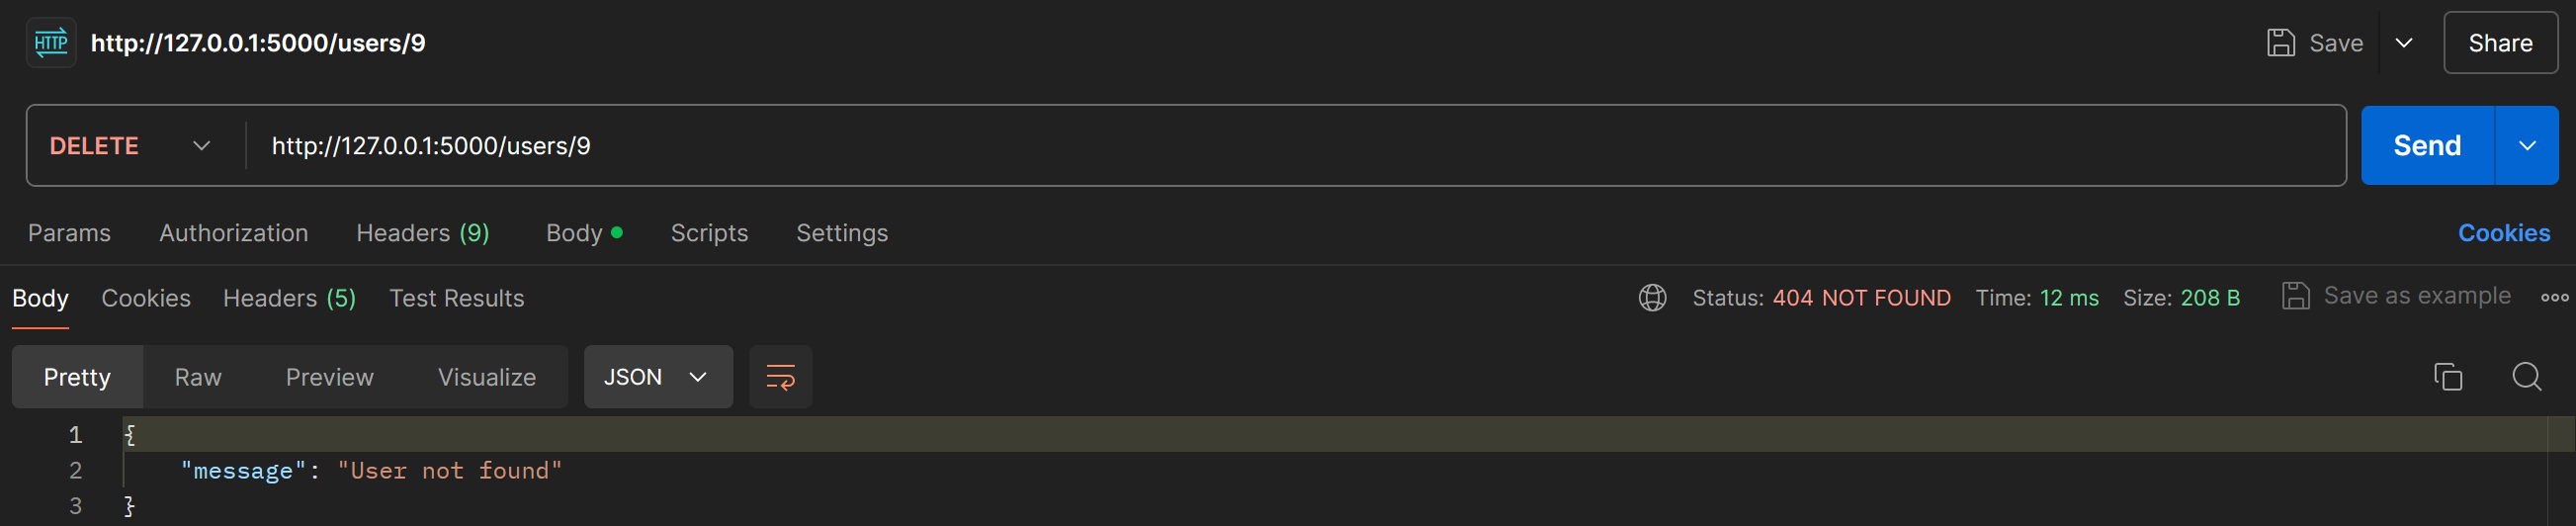 HTTP http://127.0.0.1:5000/users/9 Save Share
DELETE http://127.0.0.1:5000/users/9 Send
Params Authorization Headers (9) Body Scripts Settings Cookies
Body Cookies Headers (5) Test Results Status: 404 NOT FOUND Time: 12 ms Size: 208 B Save as example
Pretty Raw Preview Visualize JSON
1 {
2 "message": "User not found"
3 }